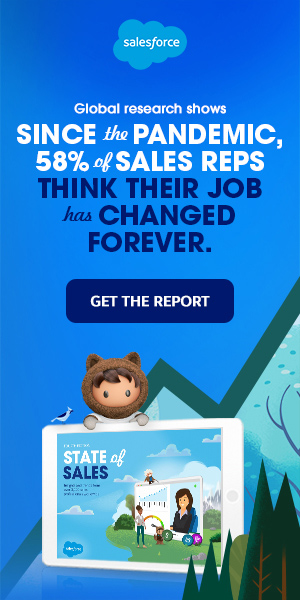 salesforce
Global research shows
SINCE the PANDEMIC,
58% of SALES REPS
THINK THEIR JOB
has CHANGED
FOREVER.
GET THE REPORT
STATE of
SALES
salesforce